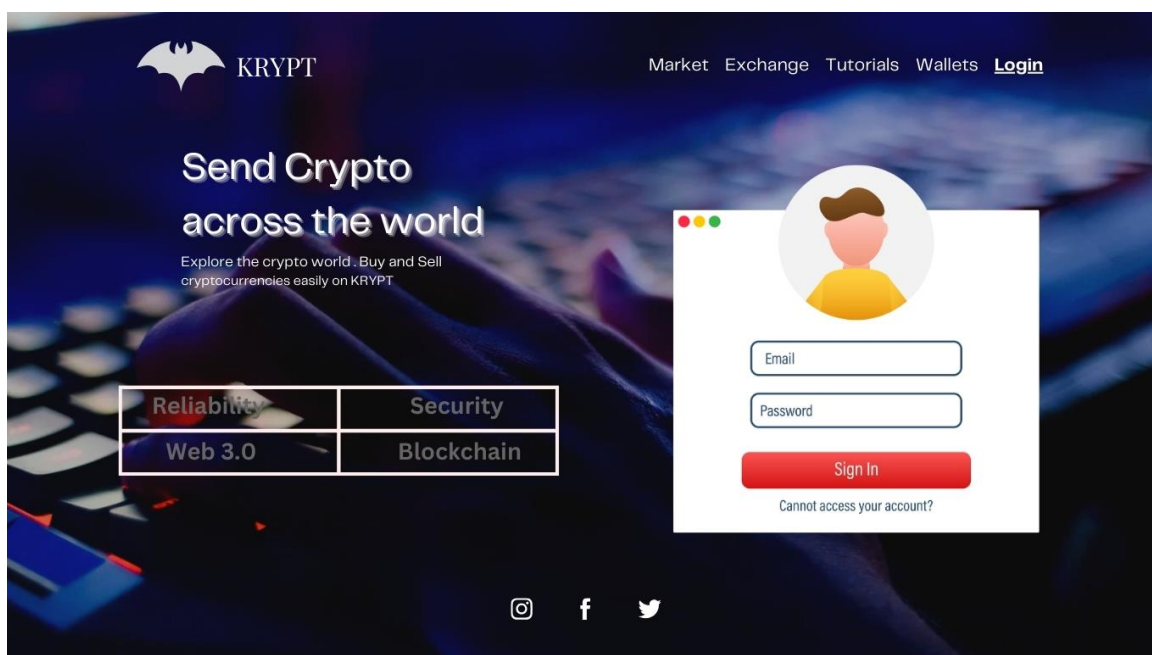 KRYPT
Market Exchange Tutorials Wallets Login
Send Crypto
across the world
Explore the crypto world . Buy and Sell
cryptocurrencies easily on KRYPT
Reliability Security
Web 3.0 Blockchain
Email
Password
Sign In
Cannot access your account?